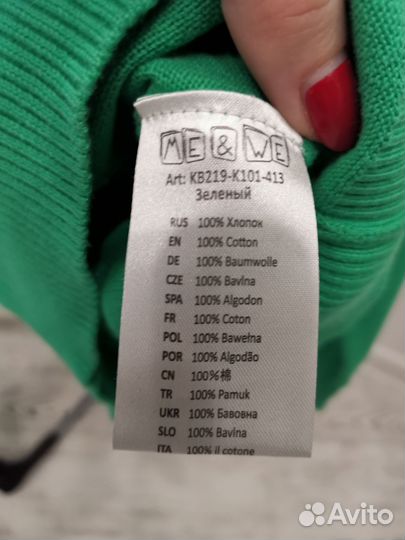 ME & WE
Art: KB219-K101-413
Зеленый
RUS 100% Хлопок
EN 100% Cotton
DE 100% Baumwolle
CZE 100% Bavlna
SPA 100% Algodon
FR 100% Coton
POL 100% Bawełna
POR 100% Algodão
CN 100%棉
TR 100% Pamuk
UKR 100% Бавовна
SLO 100% Bavlna
ITA 100% il cotone
Avito